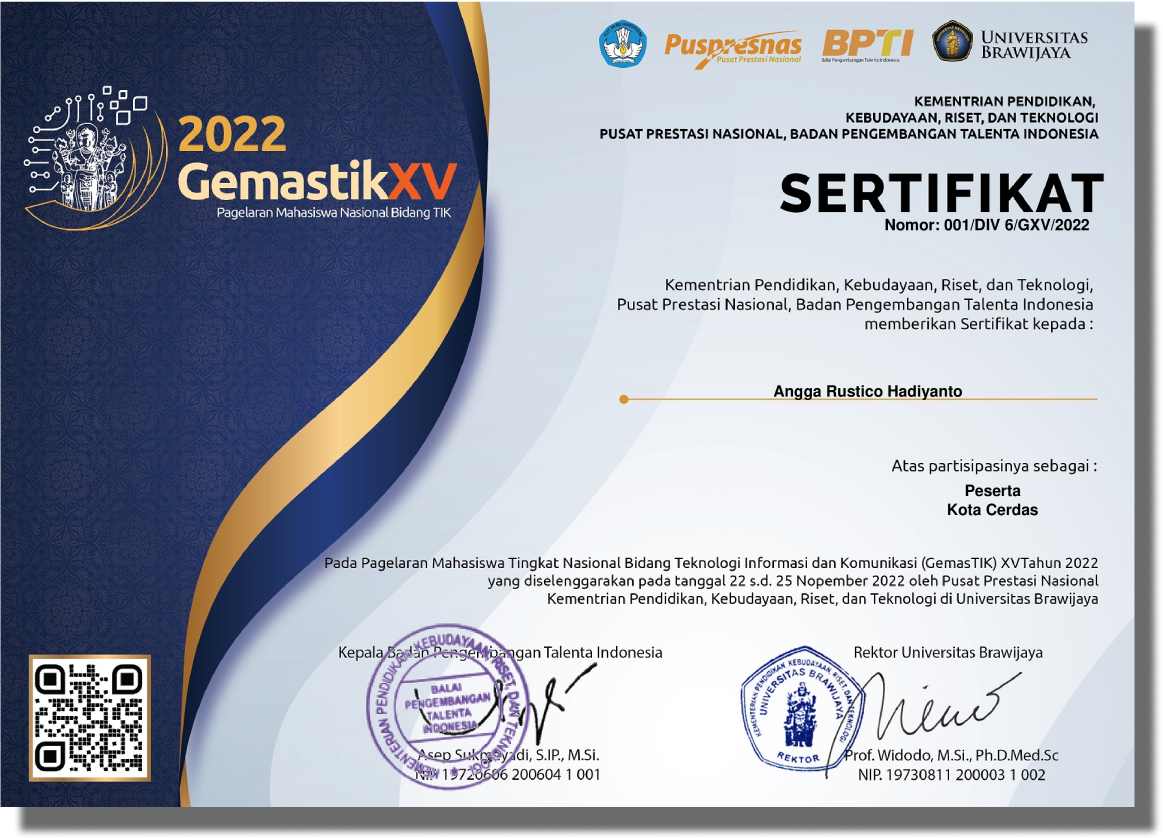 Puspresnas
Pusat Prestasi Nasional
BPTI
Balai Pengembangan Talenta Indonesia
UNIVERSITAS
BRAWIJAYA
KEMENTRIAN PENDIDIKAN,
KEBUDAYAAN, RISET, DAN TEKNOLOGI
PUSAT PRESTASI NASIONAL, BADAN PENGEMBANGAN TALENTA INDONESIA
2022
GemastikXV
Pagelaran Mahasiswa Nasional Bidang TIK
SERTIFIKAT
Nomor: 001/DIV 6/GXV/2022
Kementrian Pendidikan, Kebudayaan, Riset, dan Teknologi,
Pusat Prestasi Nasional, Badan Pengembangan Talenta Indonesia
memberikan Sertifikat kepada :
Angga Rustico Hadiyanto
Atas partisipasinya sebagai :
Peserta
Kota Cerdas
Pada Pagelaran Mahasiswa Tingkat Nasional Bidang Teknologi Informasi dan Komunikasi (GemasTIK) XVTahun 2022
yang diselenggarakan pada tanggal 22 s.d. 25 Nopember 2022 oleh Pusat Prestasi Nasional
Kementrian Pendidikan, Kebudayaan, Riset, dan Teknologi di Universitas Brawijaya
Kepala Badan Pengembangan Talenta Indonesia
KEMENTERIAN PENDIDIKAN, KEBUDAYAAN, RISET, DAN TEKNOLOGI
BALAI
PENGEMBANGAN
TALENTA
INDONESIA
Asep Sukmayadi, S.IP., M.Si.
NIP 19720606 200604 1 001
Rektor Universitas Brawijaya
KEMENTERIAN PENDIDIKAN, KEBUDAYAAN, RISET, DAN TEKNOLOGI
UNIVERSITAS BRAWIJAYA
REKTOR
Prof. Widodo, M.Si., Ph.D.Med.Sc
NIP. 19730811 200003 1 002